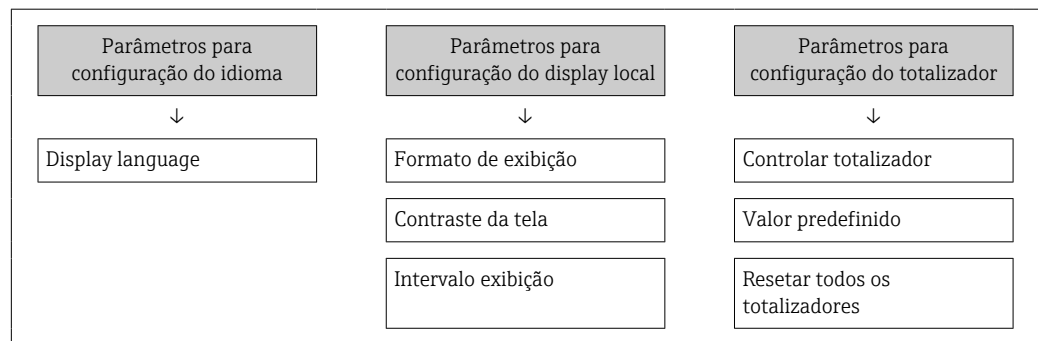 Parâmetros para
configuração do idioma
↓
Display language
Parâmetros para
configuração do display local
↓
Formato de exibição
Contraste da tela
Intervalo exibição
Parâmetros para
configuração do totalizador
↓
Controlar totalizador
Valor predefinido
Resetar todos os
totalizadores